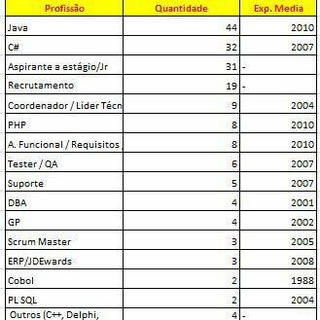 Profissão Quantidade Exp. Media
Java 44 2010
C# 32 2007
Aspirante a estágio/Jr 31 -
Recrutamento 19 -
Coordenador / Lider Técn 9 2004
PHP 8 2010
A. Funcional / Requisitos 8 2010
Tester / QA 6 2007
Suporte 5 2007
DBA 4 2001
GP 4 2002
Scrum Master 3 2005
ERP/JDEwards 3 2008
Cobol 2 1988
PL SQL 2 2004
Outros (C++, Delphi, 4 -